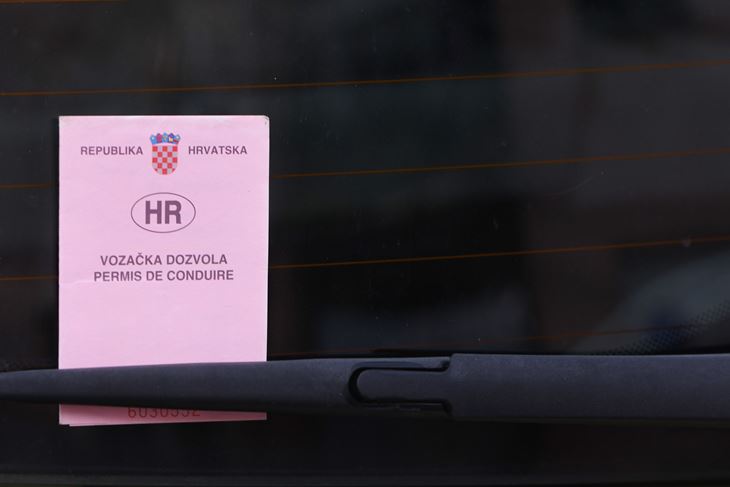 REPUBLIKA HRVATSKA
HR
VOZAČKA DOZVOLA
PERMIS DE CONDUIRE